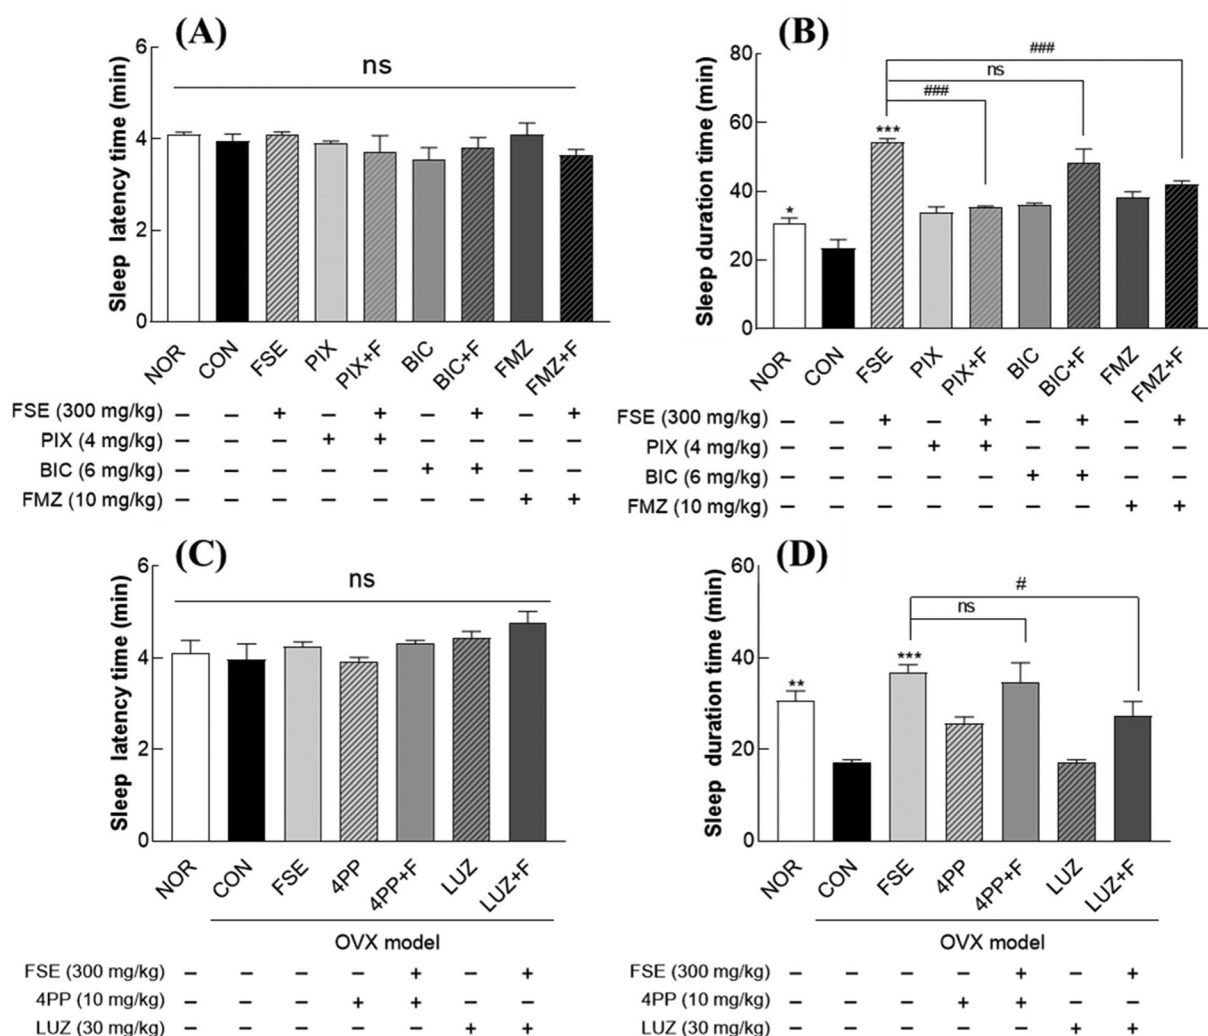 (A)
Sleep latency time (min)
6
4
2
0
ns
NOR CON FSE PIX PIX+F BIC BIC+F FMZ FMZ+F
FSE (300 mg/kg) – – + – + – + – +
PIX (4 mg/kg) – – – + + – – – –
BIC (6 mg/kg) – – – – – + + – –
FMZ (10 mg/kg) – – – – – – – + +
(B)
Sleep duration time (min)
80
60
40
20
0
###
ns
###
***
*
NOR CON FSE PIX PIX+F BIC BIC+F FMZ FMZ+F
FSE (300 mg/kg) – – + – + – + – +
PIX (4 mg/kg) – – – + + – – – –
BIC (6 mg/kg) – – – – – + + – –
FMZ (10 mg/kg) – – – – – – – + +
(C)
Sleep latency time (min)
6
4
2
0
ns
NOR CON FSE 4PP 4PP+F LUZ LUZ+F
OVX model
FSE (300 mg/kg) – – – – + – +
4PP (10 mg/kg) – – – + + – –
LUZ (30 mg/kg) – – – – – + +
(D)
Sleep duration time (min)
60
40
20
0
#
ns
***
**
NOR CON FSE 4PP 4PP+F LUZ LUZ+F
OVX model
FSE (300 mg/kg) – – – – + – +
4PP (10 mg/kg) – – – + + – –
LUZ (30 mg/kg) – – – – – + +